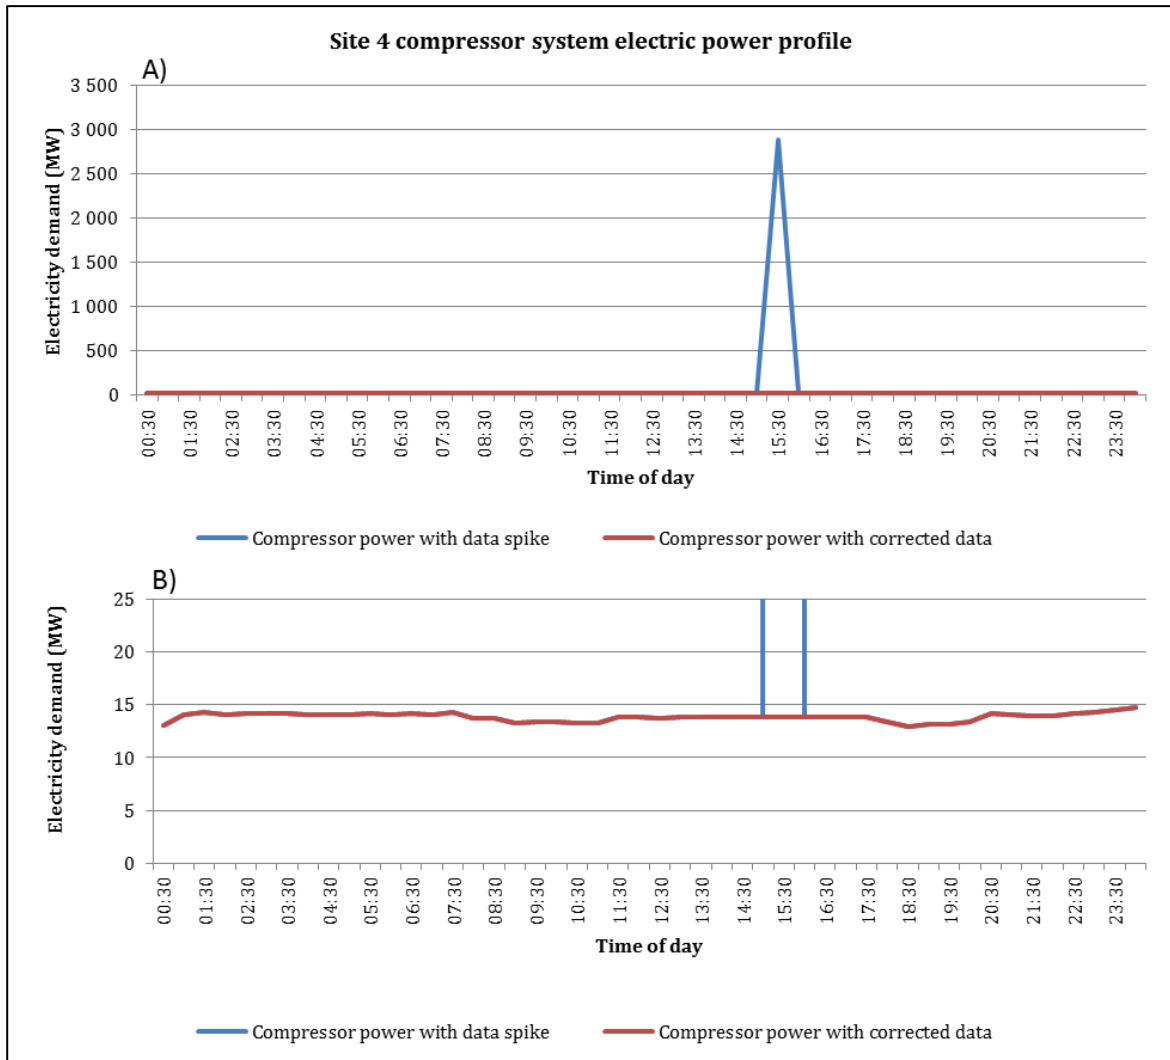 Site 4 compressor system electric power profile
A)
Electricity demand (MW)
3 500
3 000
2 500
2 000
1 500
1 000
500
0
00:30 01:30 02:30 03:30 04:30 05:30 06:30 07:30 08:30 09:30 10:30 11:30 12:30 13:30 14:30 15:30 16:30 17:30 18:30 19:30 20:30 21:30 22:30 23:30
Time of day
Compressor power with data spike Compressor power with corrected data
B)
Electricity demand (MW)
25
20
15
10
5
0
00:30 01:30 02:30 03:30 04:30 05:30 06:30 07:30 08:30 09:30 10:30 11:30 12:30 13:30 14:30 15:30 16:30 17:30 18:30 19:30 20:30 21:30 22:30 23:30
Time of day
Compressor power with data spike Compressor power with corrected data